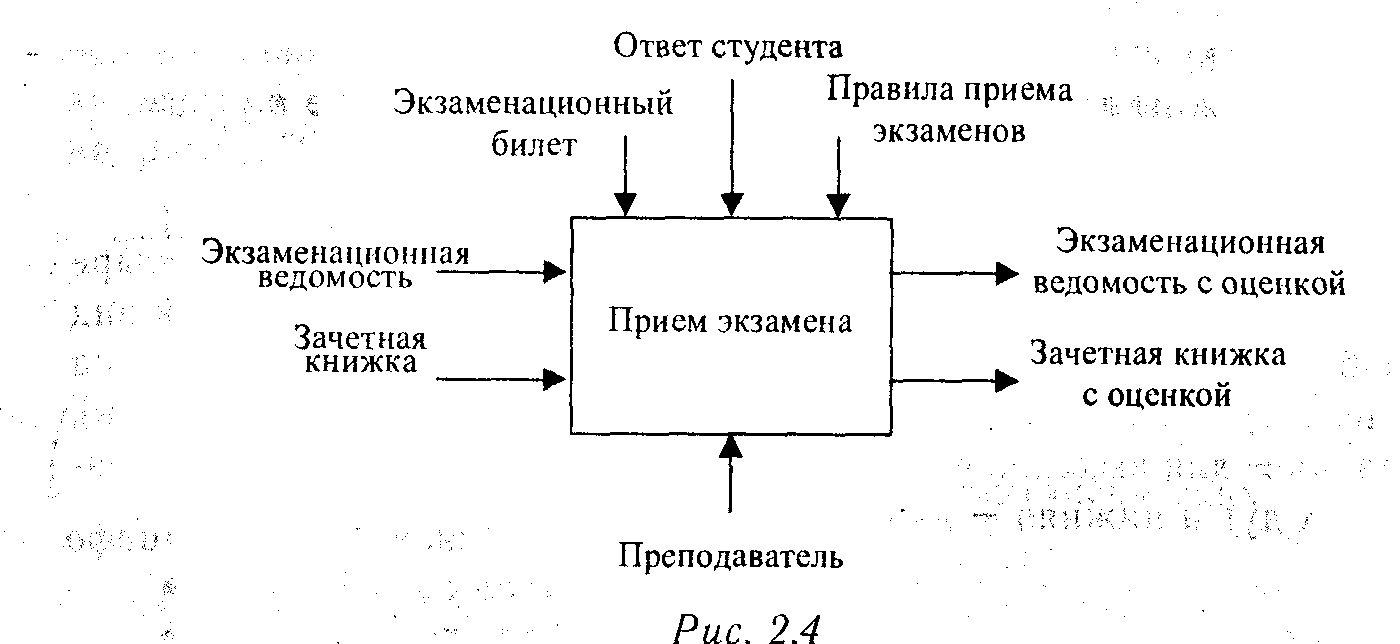 Ответ студента
Экзаменационный
билет
Правила приема
экзаменов
Экзаменационная
ведомость
Зачетная
книжка
Прием экзамена
Экзаменационная
ведомость с оценкой
Зачетная книжка
с оценкой
Преподаватель
Рис. 2.4